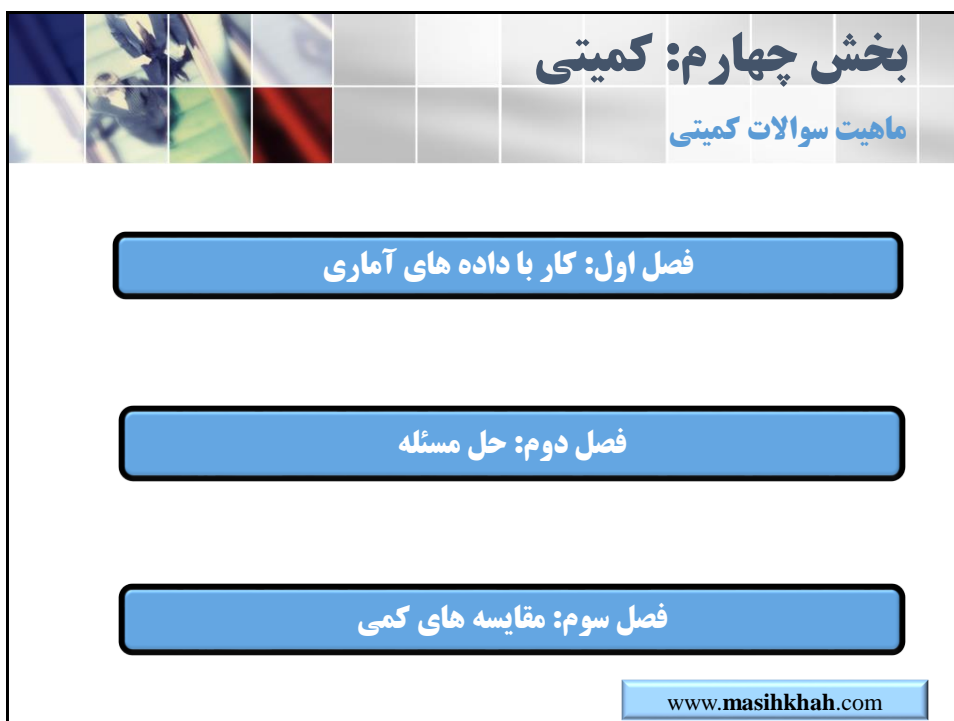 بخش چهارم: کمیتی
ماهیت سوالات کمیتی
فصل اول: کار با داده های آماری
فصل دوم: حل مسئله
فصل سوم: مقایسه های کمی
www.masihkhah.com